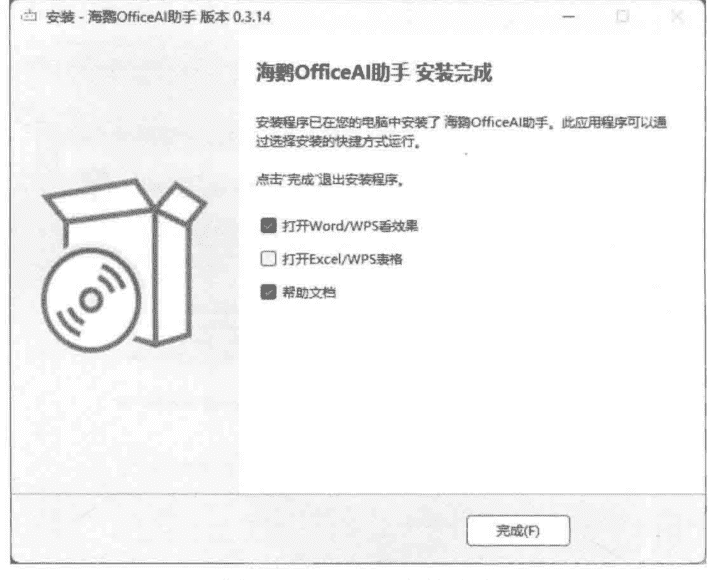 安装 - 海鹦OfficeAI助手 版本 0.3.14
海鹦OfficeAI助手 安装完成
安装程序已在您的电脑中安装了 海鹦OfficeAI助手。此应用程序可以通
过选择安装的快捷方式运行。
点击“完成”退出安装程序。
打开Word/WPS看效果
打开Excel/WPS表格
帮助文档
完成(F)